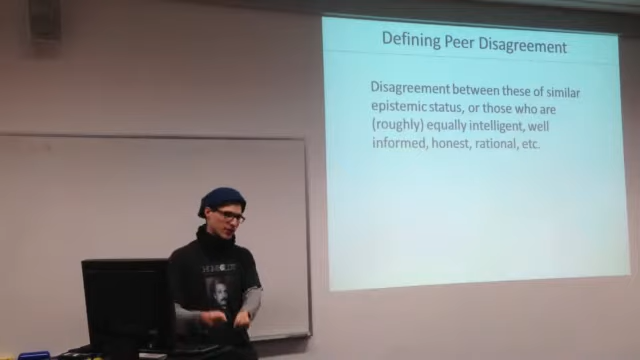 Defining Peer Disagreement
Disagreement between these of similar
epistemic status, or those who are
(roughly) equally intelligent, well
informed, honest, rational, etc.